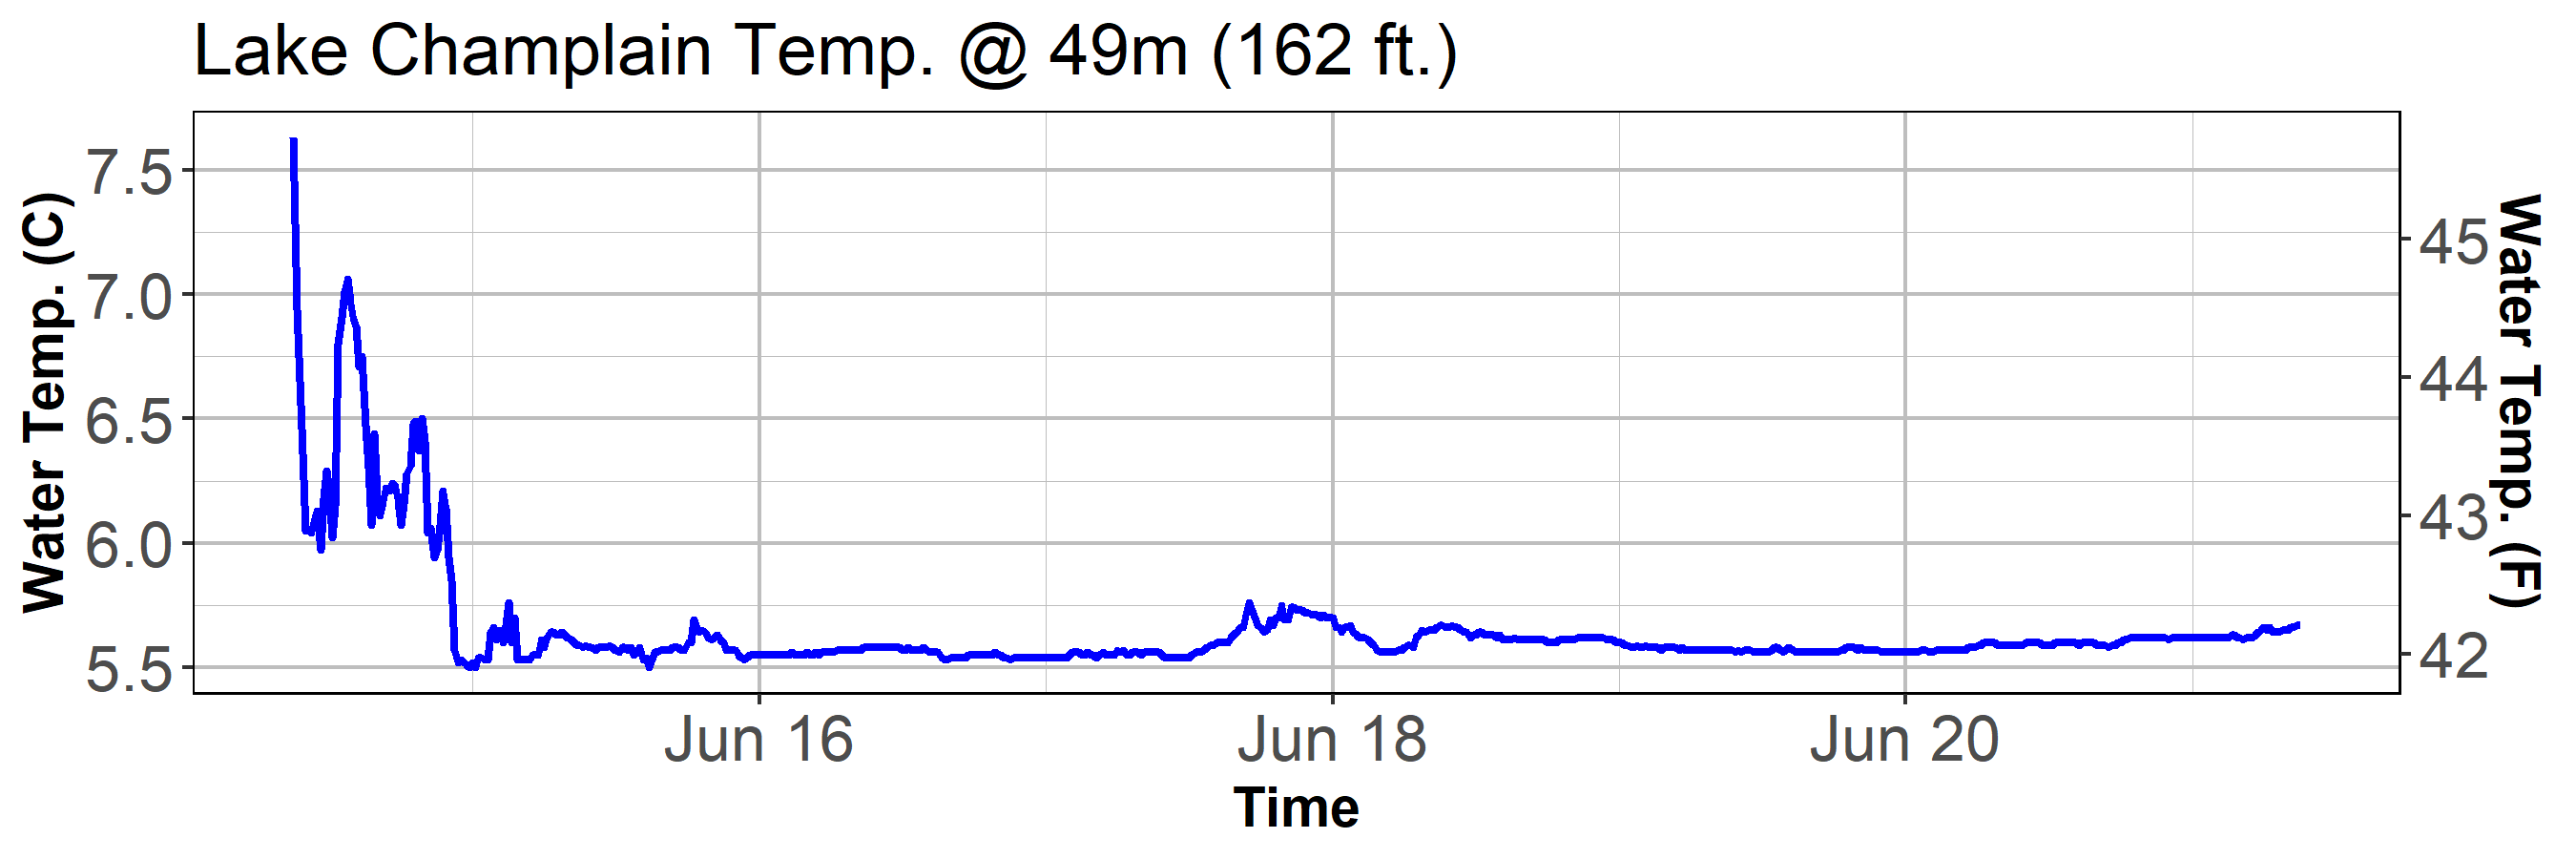 Lake Champlain Temp. @ 49m (162 ft.)
Water Temp. (C)
7.5
7.0
6.5
6.0
5.5
45
44
43
42
Water Temp. (F)
Jun 16
Jun 18
Jun 20
Time